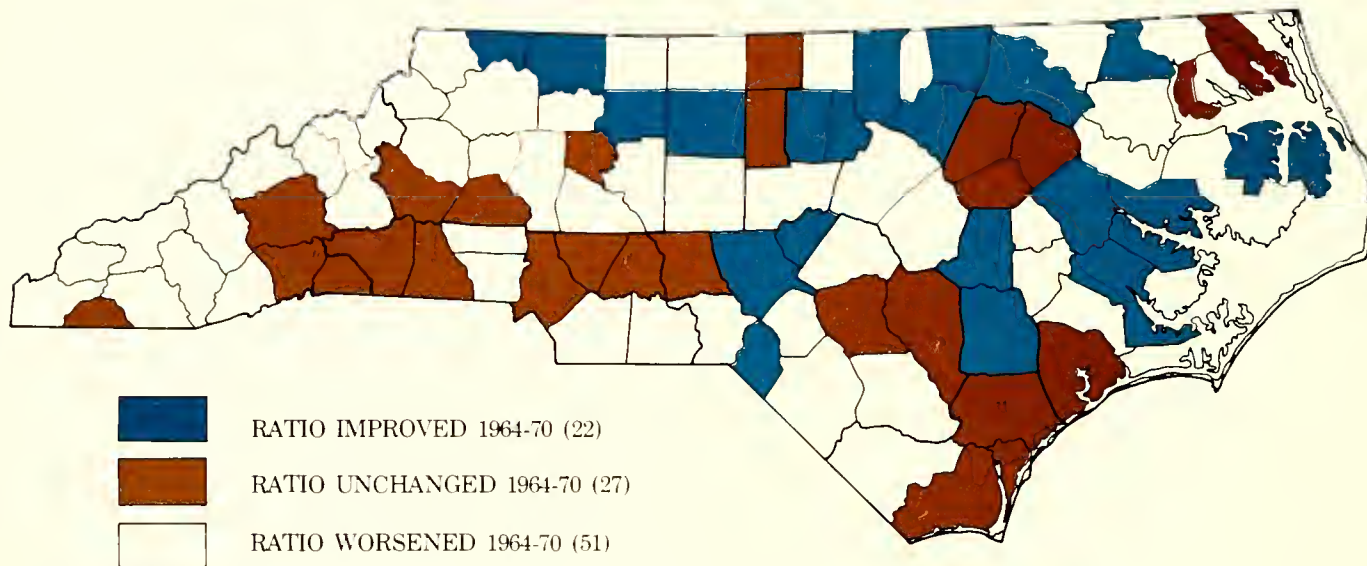 RATIO IMPROVED 1964-70 (22)
RATIO UNCHANGED 1964-70 (27)
RATIO WORSENED 1964-70 (51)